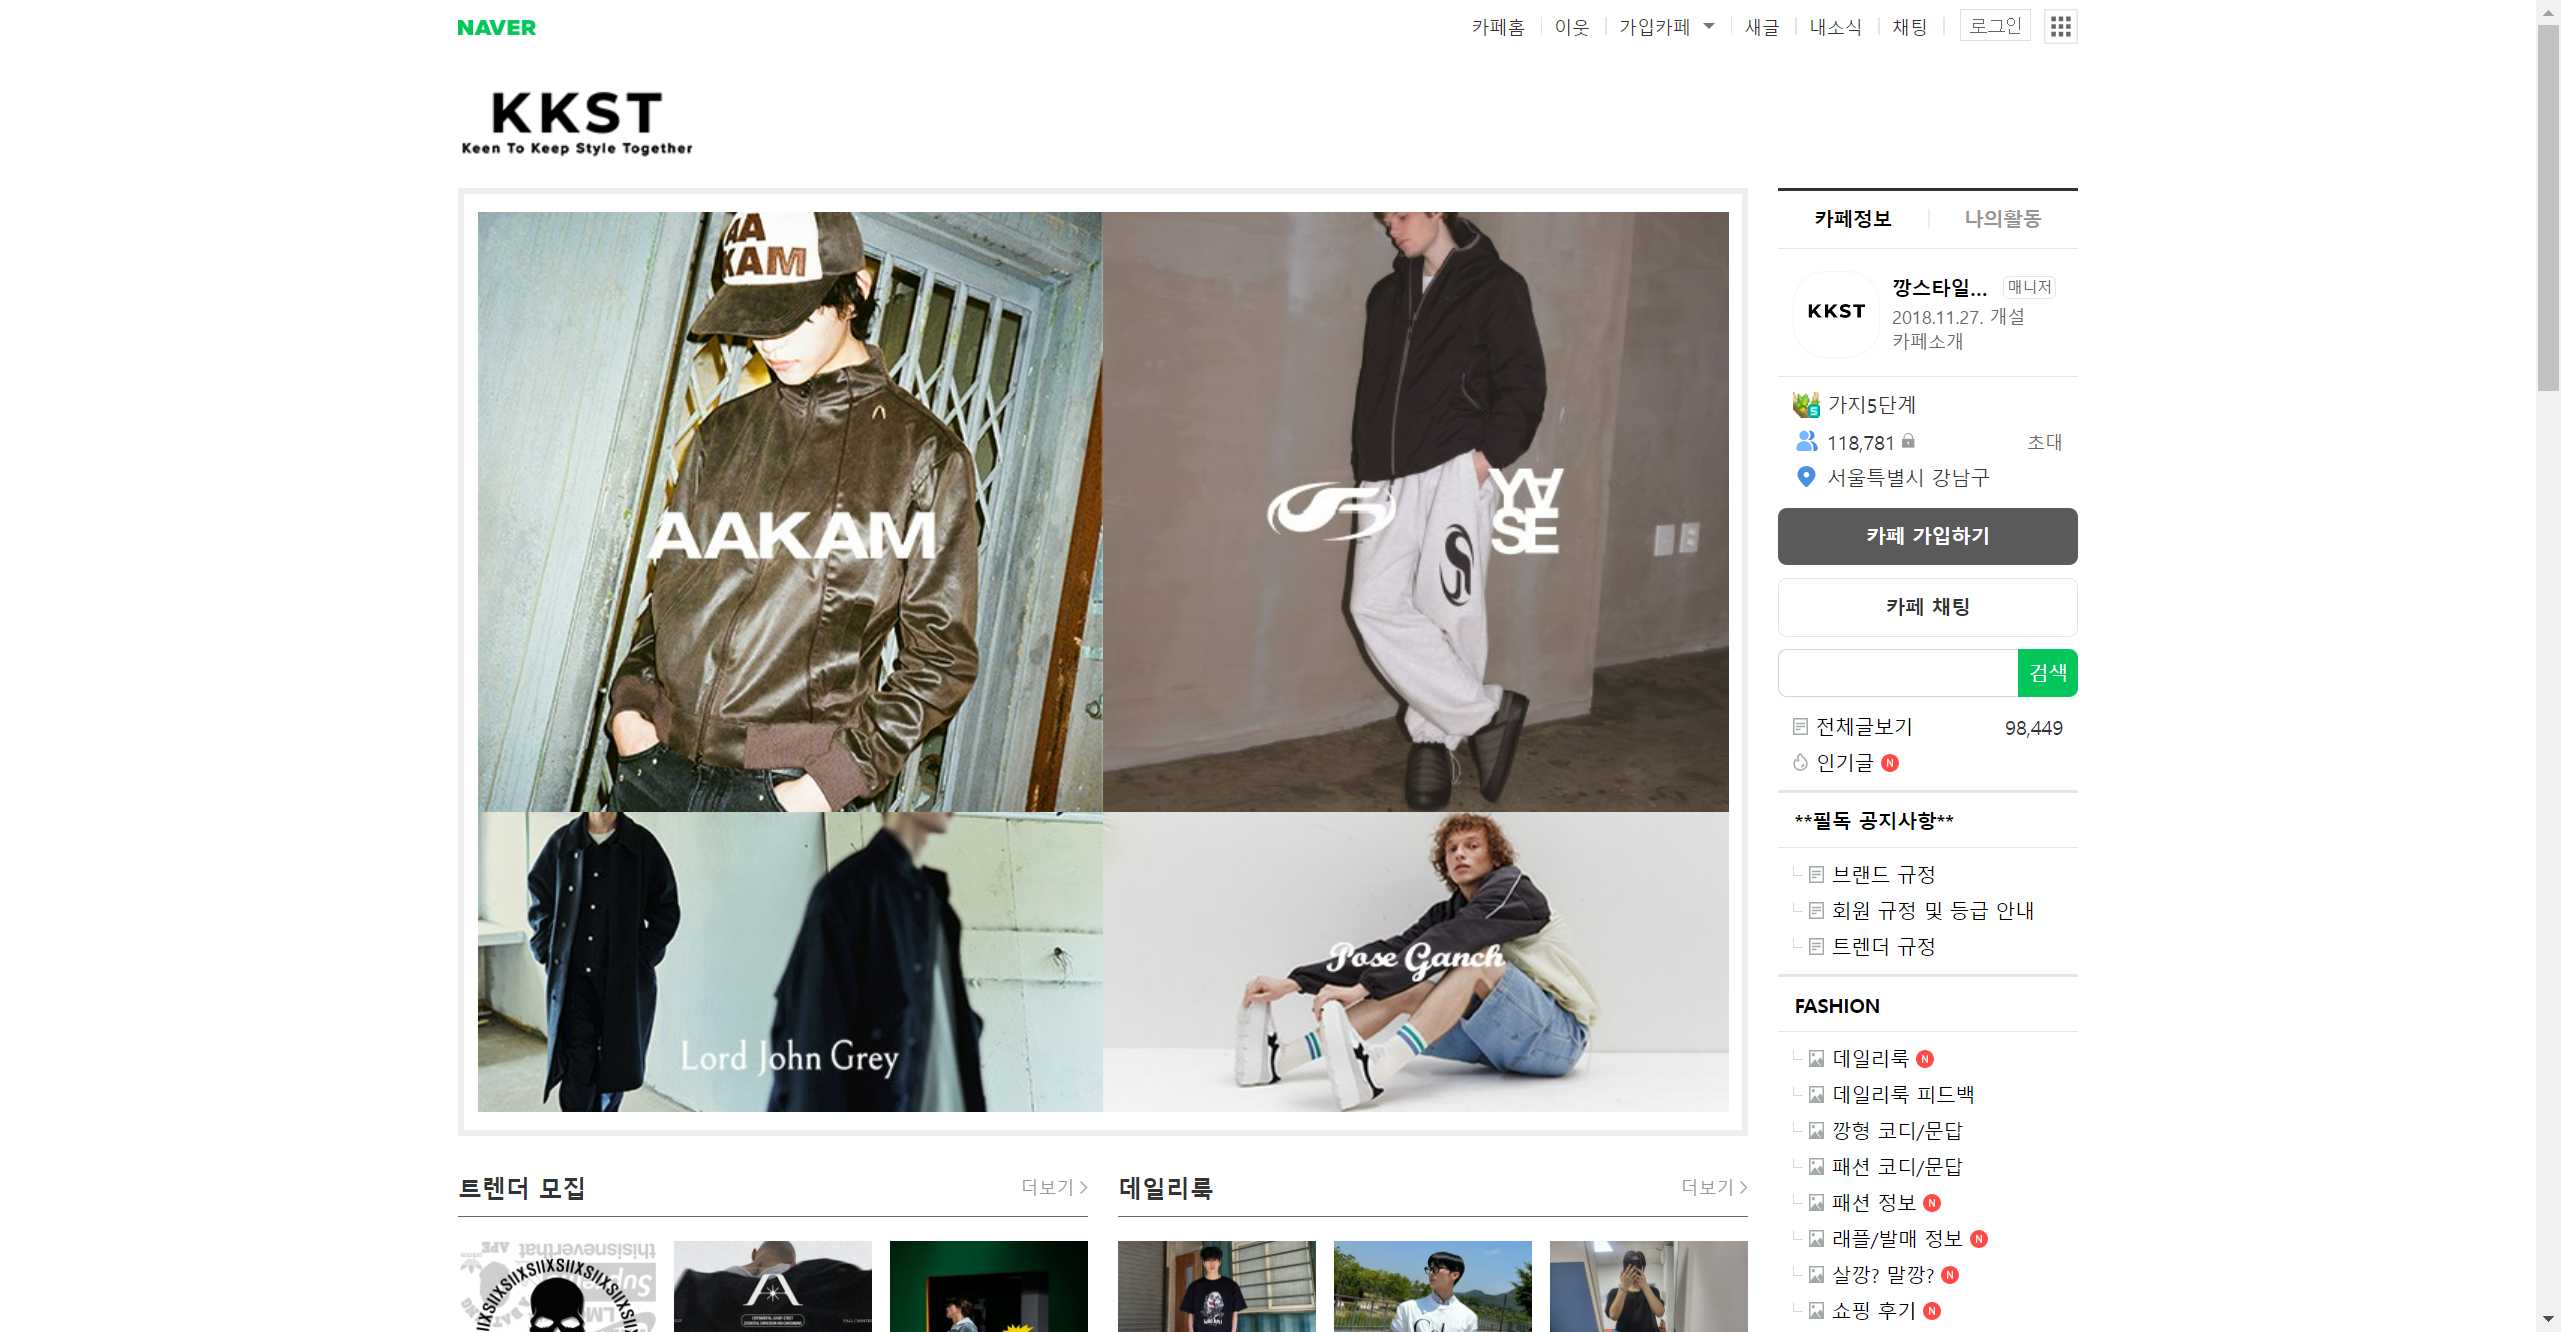 NAVER
카페홈
이웃
가입카페
새글
내소식
채팅
로그인
KKST
Keen To Keep Style Together
AA
KAM
AAKAM
YA
SE
Lord John Grey
Pose Ganch
카페정보
나의활동
KKST
깡스타일...
매니저
2018.11.27. 개설
카페소개
가지5단계
118,781
초대
서울특별시 강남구
카페 가입하기
카페 채팅
검색
전체글보기
98,449
인기글
**필독 공지사항**
브랜드 규정
회원 규정 및 등급 안내
트렌더 규정
FASHION
데일리룩
데일리룩 피드백
깡형 코디/문답
패션 코디/문답
패션 정보
래플/발매 정보
살깡? 말깡?
쇼핑 후기
트렌더 모집
더보기
데일리룩
더보기
thisisneverthat